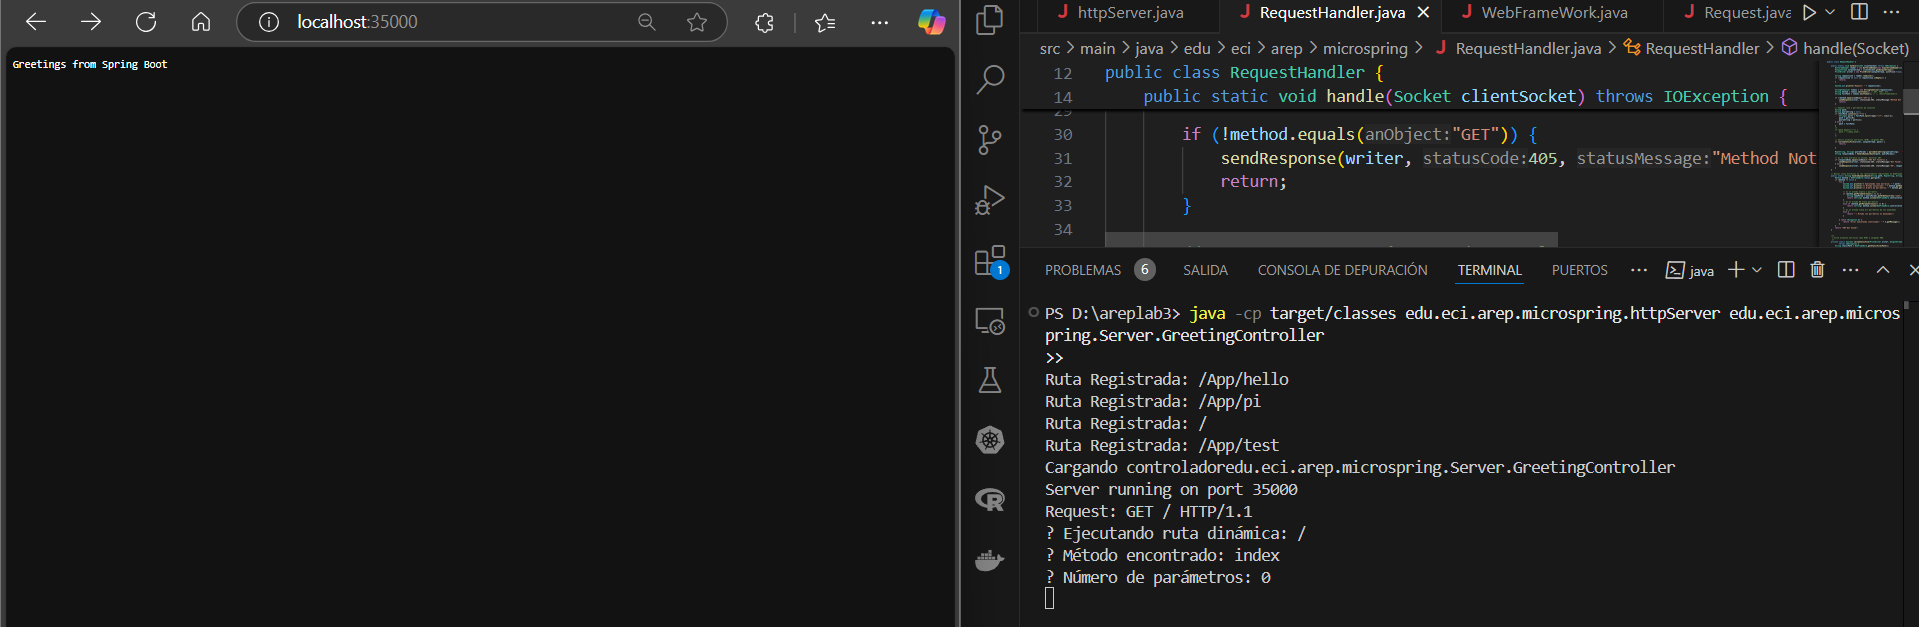 localhost:35000
Greetings from Spring Boot
httpServer.java
RequestHandler.java
WebFrameWork.java
Request.java
src > main > java > edu > eci > arep > microspring > RequestHandler.java > RequestHandler > handle(Socket)
12 public class RequestHandler {
14 public static void handle(Socket clientSocket) throws IOException {
29
30 if (!method.equals(anObject:"GET")) {
31 sendResponse(writer, statusCode:405, statusMessage:"Method Not
32 return;
33 }
34
1
PROBLEMAS 6 SALIDA CONSOLA DE DEPURACIÓN TERMINAL PUERTOS java
PS D:\areplab3> java -cp target/classes edu.eci.arep.microspring.httpServer edu.eci.arep.micros
pring.Server.GreetingController
>>
Ruta Registrada: /App/hello
Ruta Registrada: /App/pi
Ruta Registrada: /
Ruta Registrada: /App/test
Cargando controladoredu.eci.arep.microspring.Server.GreetingController
Server running on port 35000
Request: GET / HTTP/1.1
? Ejecutando ruta dinámica: /
? Método encontrado: index
? Número de parámetros: 0